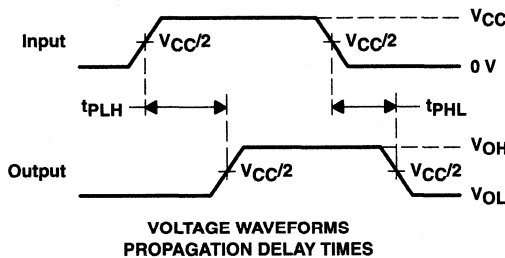 VCC
Input
VCC/2
VCC/2
0 V
tPLH
tPHL
VOH
Output
VCC/2
VCC/2
VOL
VOLTAGE WAVEFORMS
PROPAGATION DELAY TIMES